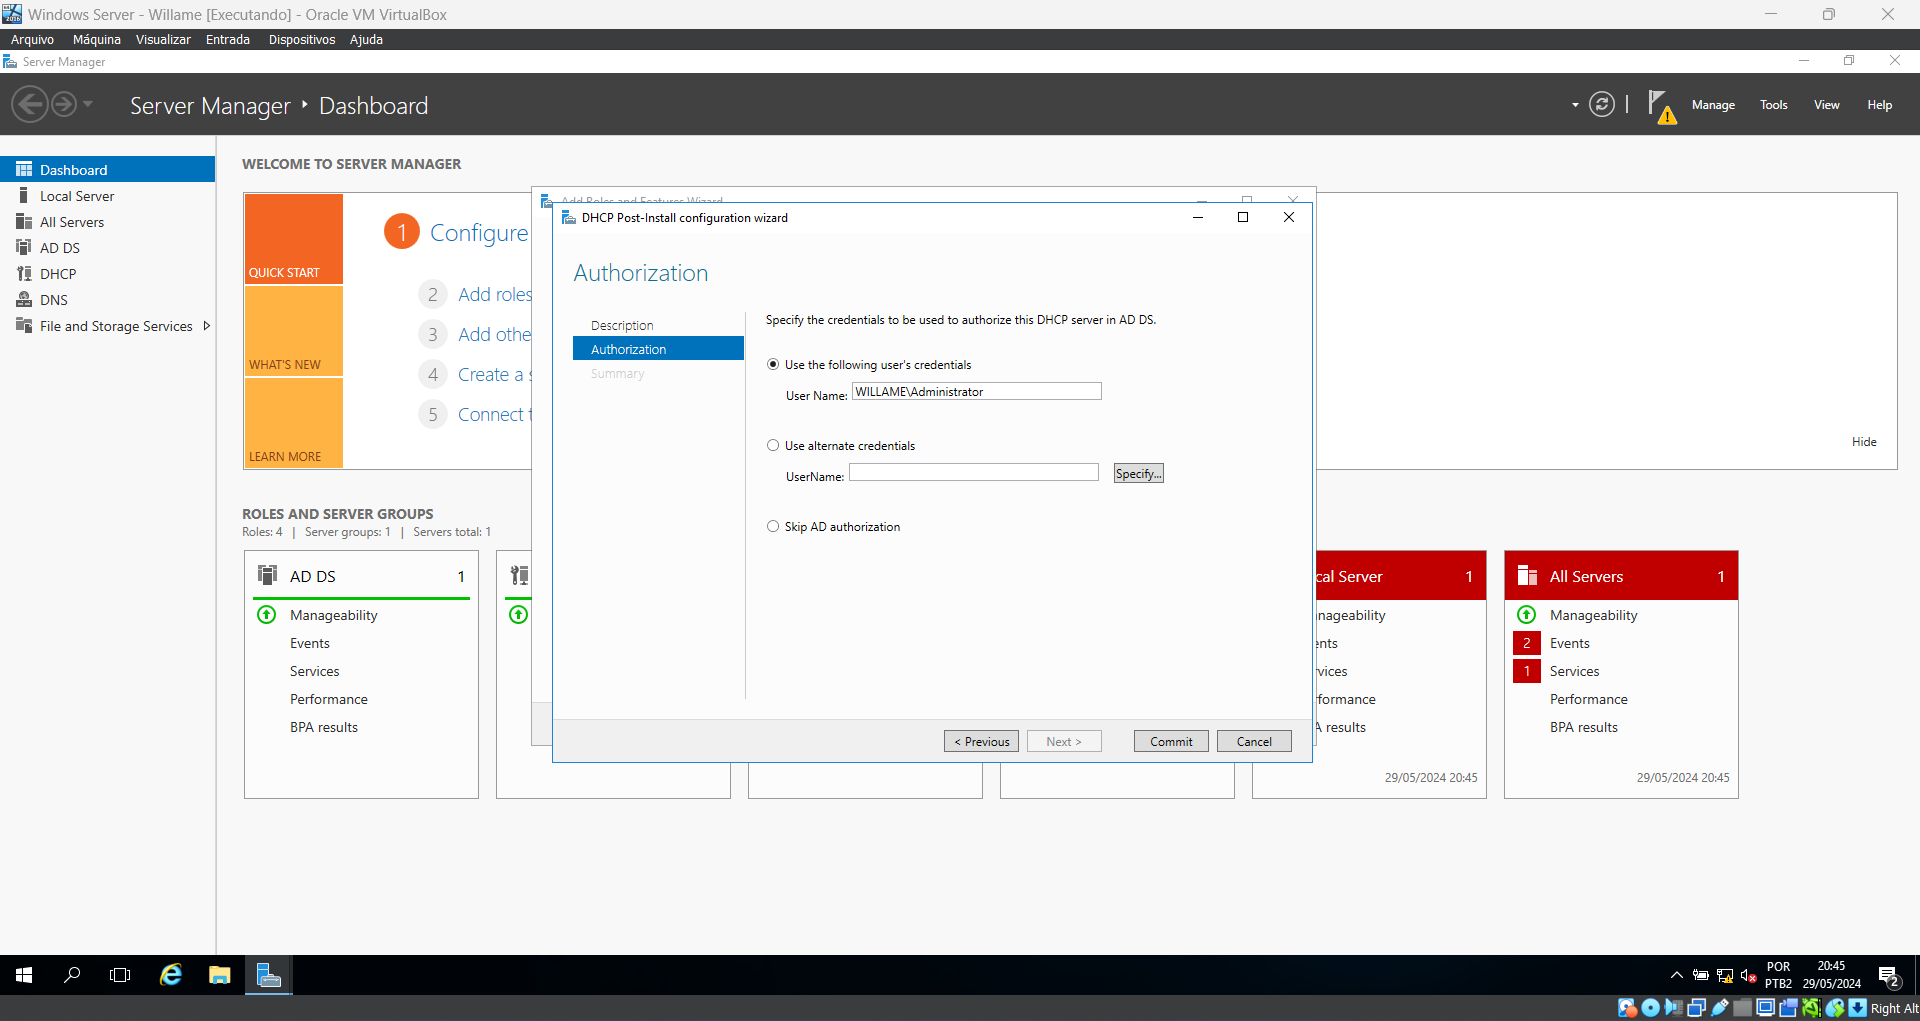 Windows Server - Willame [Executando] - Oracle VM VirtualBox
Arquivo Máquina Visualizar Entrada Dispositivos Ajuda
Server Manager
Server Manager Dashboard
Manage Tools View Help
Dashboard
Local Server
All Servers
AD DS
DHCP
DNS
File and Storage Services
WELCOME TO SERVER MANAGER
QUICK START
WHAT'S NEW
LEARN MORE
1 Configure
2 Add roles
3 Add othe
4 Create a s
5 Connect t
Hide
Add Roles and Features Wizard
DHCP Post-Install configuration wizard
Authorization
Description
Authorization
Summary
Specify the credentials to be used to authorize this DHCP server in AD DS.
Use the following user's credentials
User Name: WILLAME\Administrator
Use alternate credentials
UserName: Specify...
Skip AD authorization
< Previous Next > Commit Cancel
ROLES AND SERVER GROUPS
Roles: 4 | Server groups: 1 | Servers total: 1
AD DS 1
Manageability
Events
Services
Performance
BPA results
cal Server 1
nageability
ents
vices
formance
A results
29/05/2024 20:45
All Servers 1
Manageability
2 Events
1 Services
Performance
BPA results
29/05/2024 20:45
POR
PTB2
20:45
29/05/2024
2
Right Alt